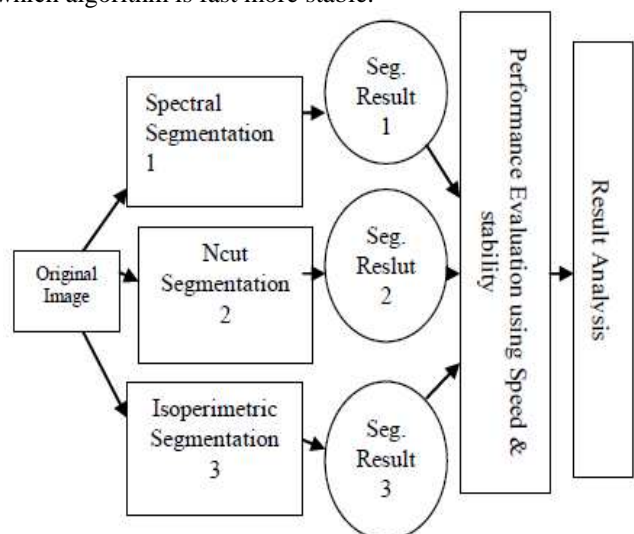 which algorithm is fast more stable.
Spectral
Segmentation
1
Seg.
Result
1
Original
Image
Ncut
Segmentation
2
Seg.
Reslut
2
Isoperimetric
Segmentation
3
Seg.
Result
3
Performance Evaluation using Speed &
stability
Result Analysis